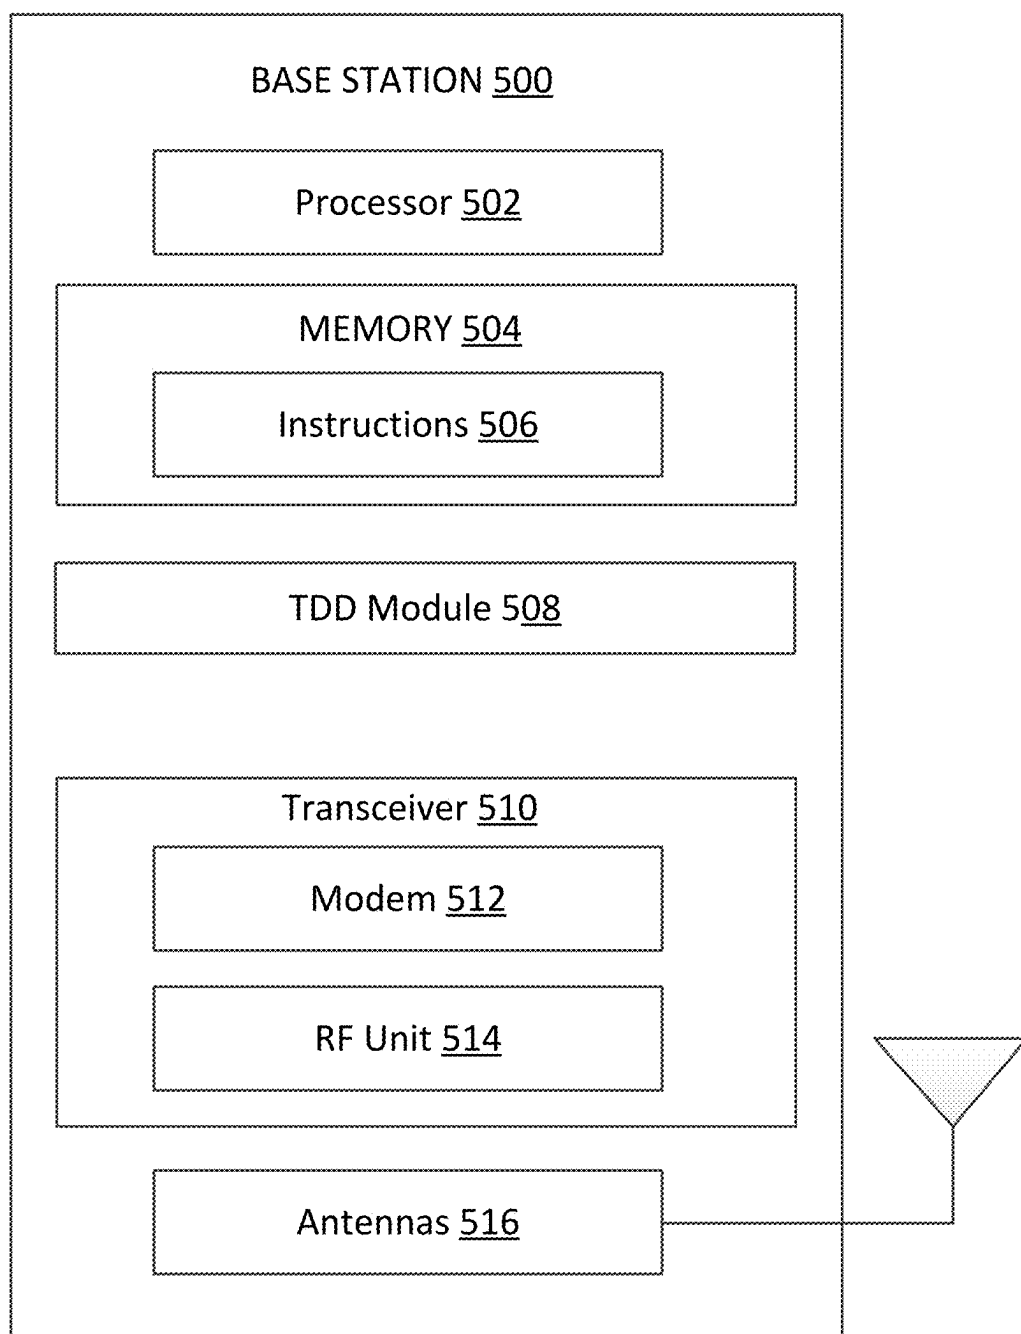 BASE STATION 500
Processor 502
MEMORY 504
Instructions 506
TDD Module 508
Transceiver 510
Modem 512
RF Unit 514
Antennas 516